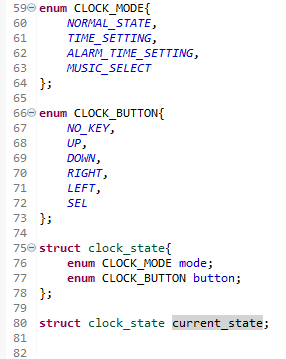 59 enum CLOCK_MODE{
60     NORMAL_STATE,
61     TIME_SETTING,
62     ALARM_TIME_SETTING,
63     MUSIC_SELECT
64 };
65
66 enum CLOCK_BUTTON{
67     NO_KEY,
68     UP,
69     DOWN,
70     RIGHT,
71     LEFT,
72     SEL
73 };
74
75 struct clock_state{
76     enum CLOCK_MODE mode;
77     enum CLOCK_BUTTON button;
78 };
79
80 struct clock_state current_state;
81
82